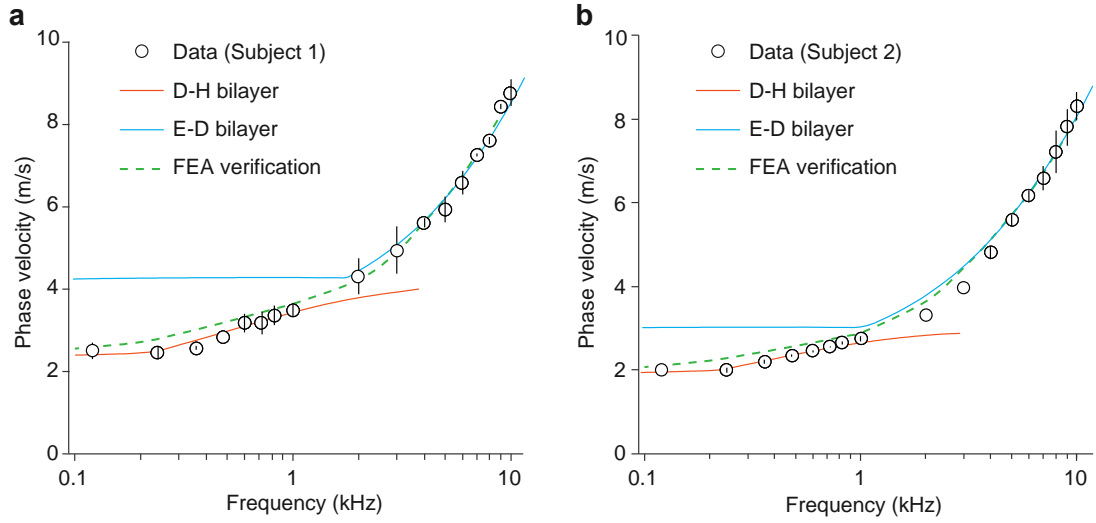 a
10
8
6
4
2
0
Phase velocity (m/s)
Data (Subject 1)
D-H bilayer
E-D bilayer
FEA verification
0.1
1
10
Frequency (kHz)
b
10
8
6
4
2
0
Phase velocity (m/s)
Data (Subject 2)
D-H bilayer
E-D bilayer
FEA verification
0.1
1
10
Frequency (kHz)